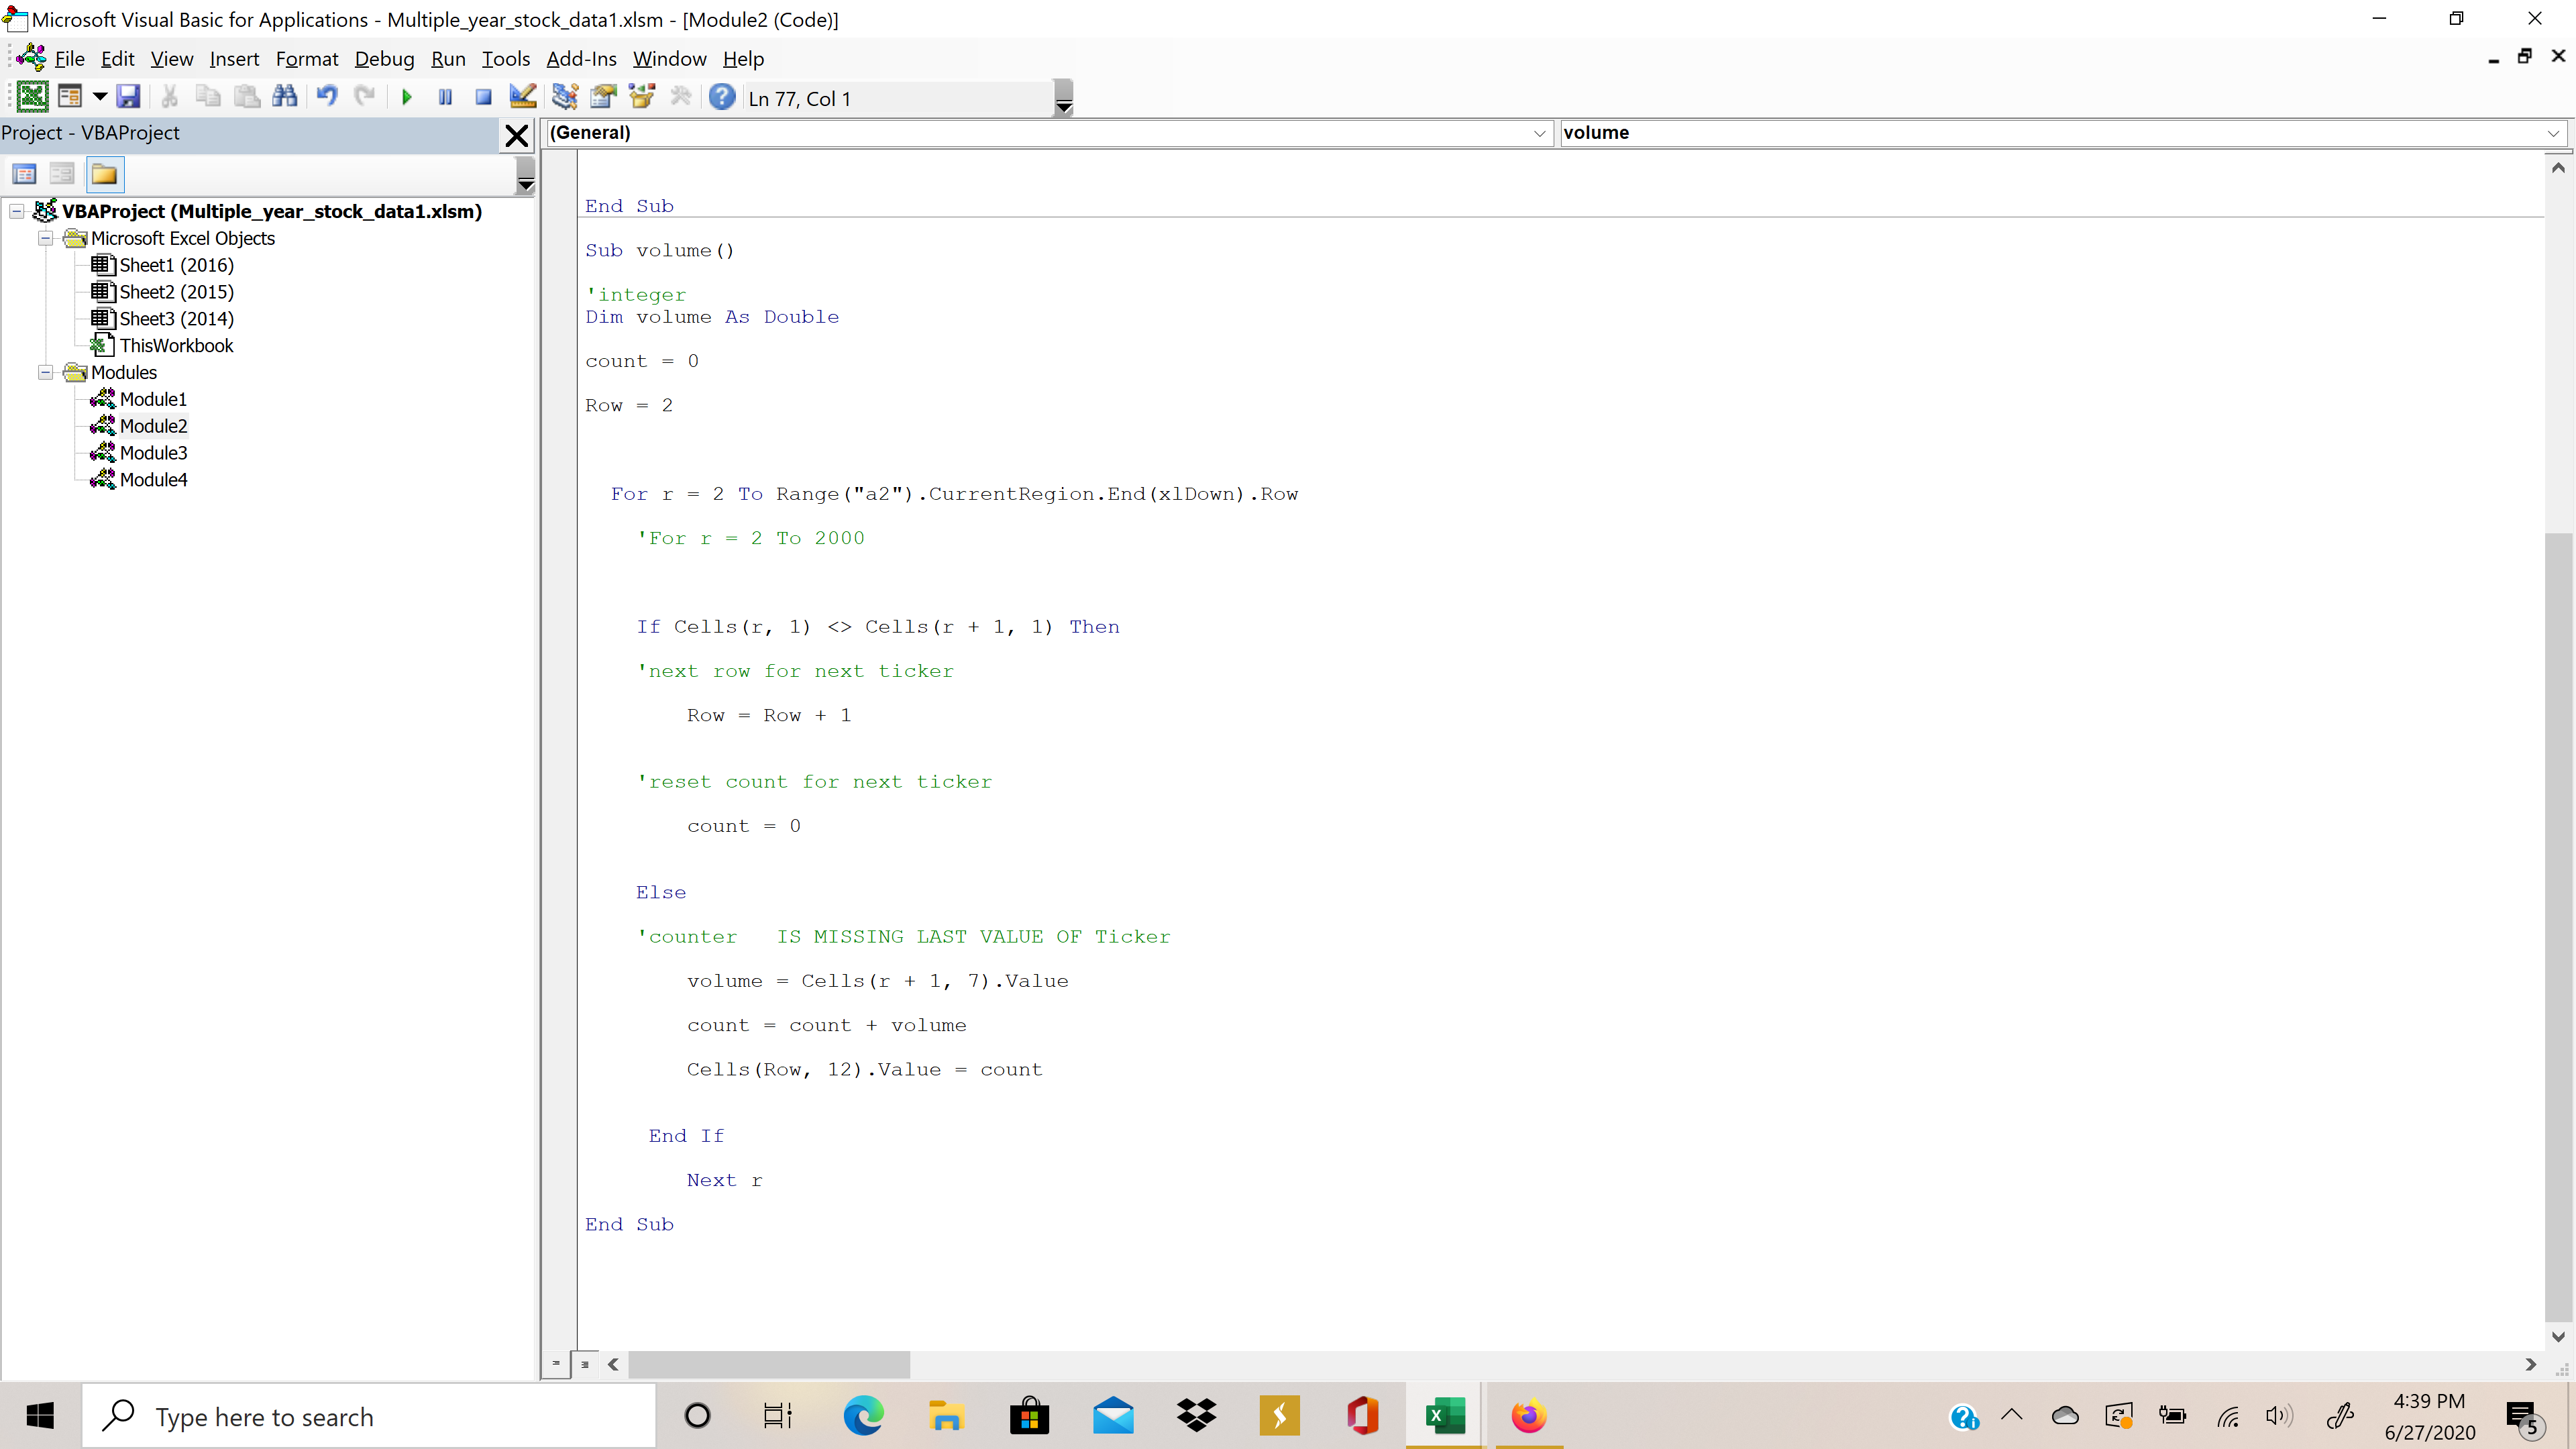 Microsoft Visual Basic for Applications - Multiple_year_stock_data1.xlsm - [Module2 (Code)]
File Edit View Insert Format Debug Run Tools Add-Ins Window Help
Ln 77, Col 1
Project - VBAProject
(General)
volume
VBAProject (Multiple_year_stock_data1.xlsm)
Microsoft Excel Objects
Sheet1 (2016)
Sheet2 (2015)
Sheet3 (2014)
ThisWorkbook
Modules
Module1
Module2
Module3
Module4
End Sub
Sub volume()
'integer
Dim volume As Double
count = 0
Row = 2
For r = 2 To Range("a2").CurrentRegion.End(xlDown).Row
'For r = 2 To 2000
If Cells(r, 1) <> Cells(r + 1, 1) Then
'next row for next ticker
Row = Row + 1
'reset count for next ticker
count = 0
Else
'counter   IS MISSING LAST VALUE OF Ticker
volume = Cells(r + 1, 7).Value
count = count + volume
Cells(Row, 12).Value = count
End If
Next r
End Sub
Type here to search
4:39 PM
6/27/2020
5